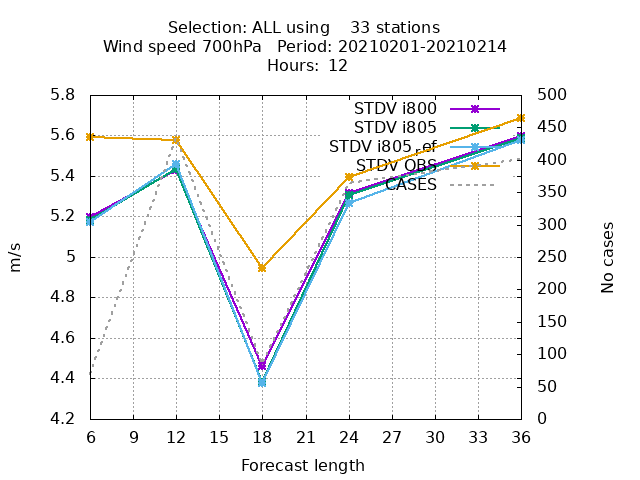 Selection: ALL using    33 stations
Wind speed 700hPa   Period: 20210201-20210214
Hours:  12
5.8
5.6
5.4
5.2
5
4.8
4.6
4.4
4.2
500
450
400
350
300
250
200
150
100
50
0
STDV i800
STDV i805
STDV i805_ef
STDV OBS
CASES
m/s
No cases
6 9 12 15 18 21 24 27 30 33 36
Forecast length